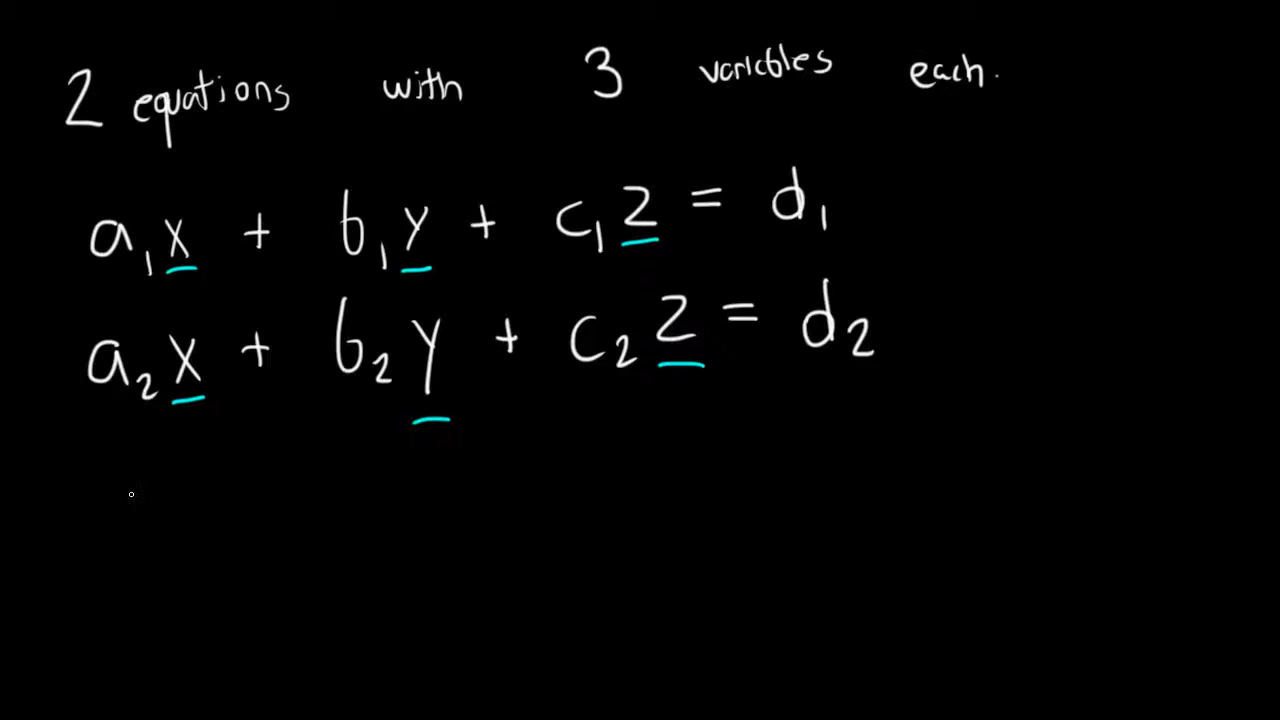 2 equations with 3 variables each.
a₁x + b₁y + c₁z = d₁
a₂x + b₂y + c₂z = d₂